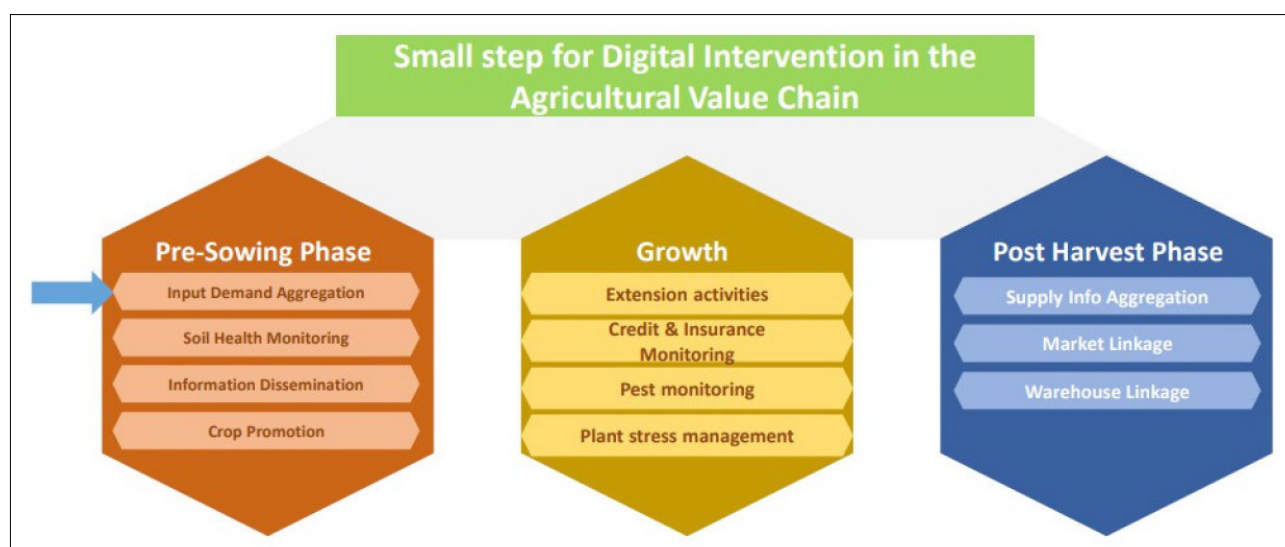 Small step for Digital Intervention in the
Agricultural Value Chain
Pre-Sowing Phase
Input Demand Aggregation
Soil Health Monitoring
Information Dissemination
Crop Promotion
Growth
Extension activities
Credit & Insurance
Monitoring
Pest monitoring
Plant stress management
Post Harvest Phase
Supply Info Aggregation
Market Linkage
Warehouse Linkage